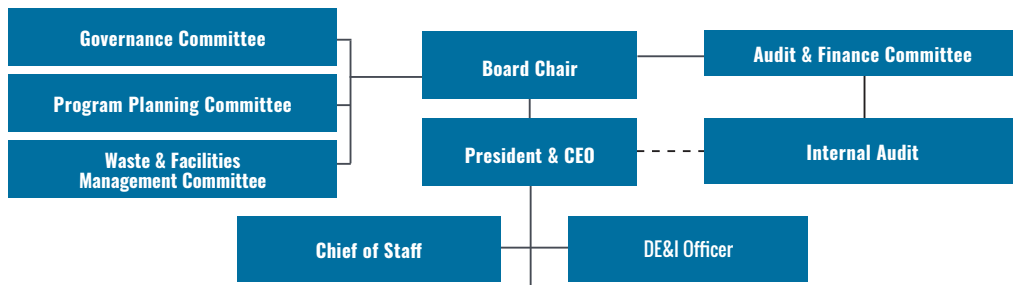 Governance Committee
Program Planning Committee
Waste & Facilities
Management Committee
Board Chair
Audit & Finance Committee
President & CEO
Internal Audit
Chief of Staff
DE&I Officer